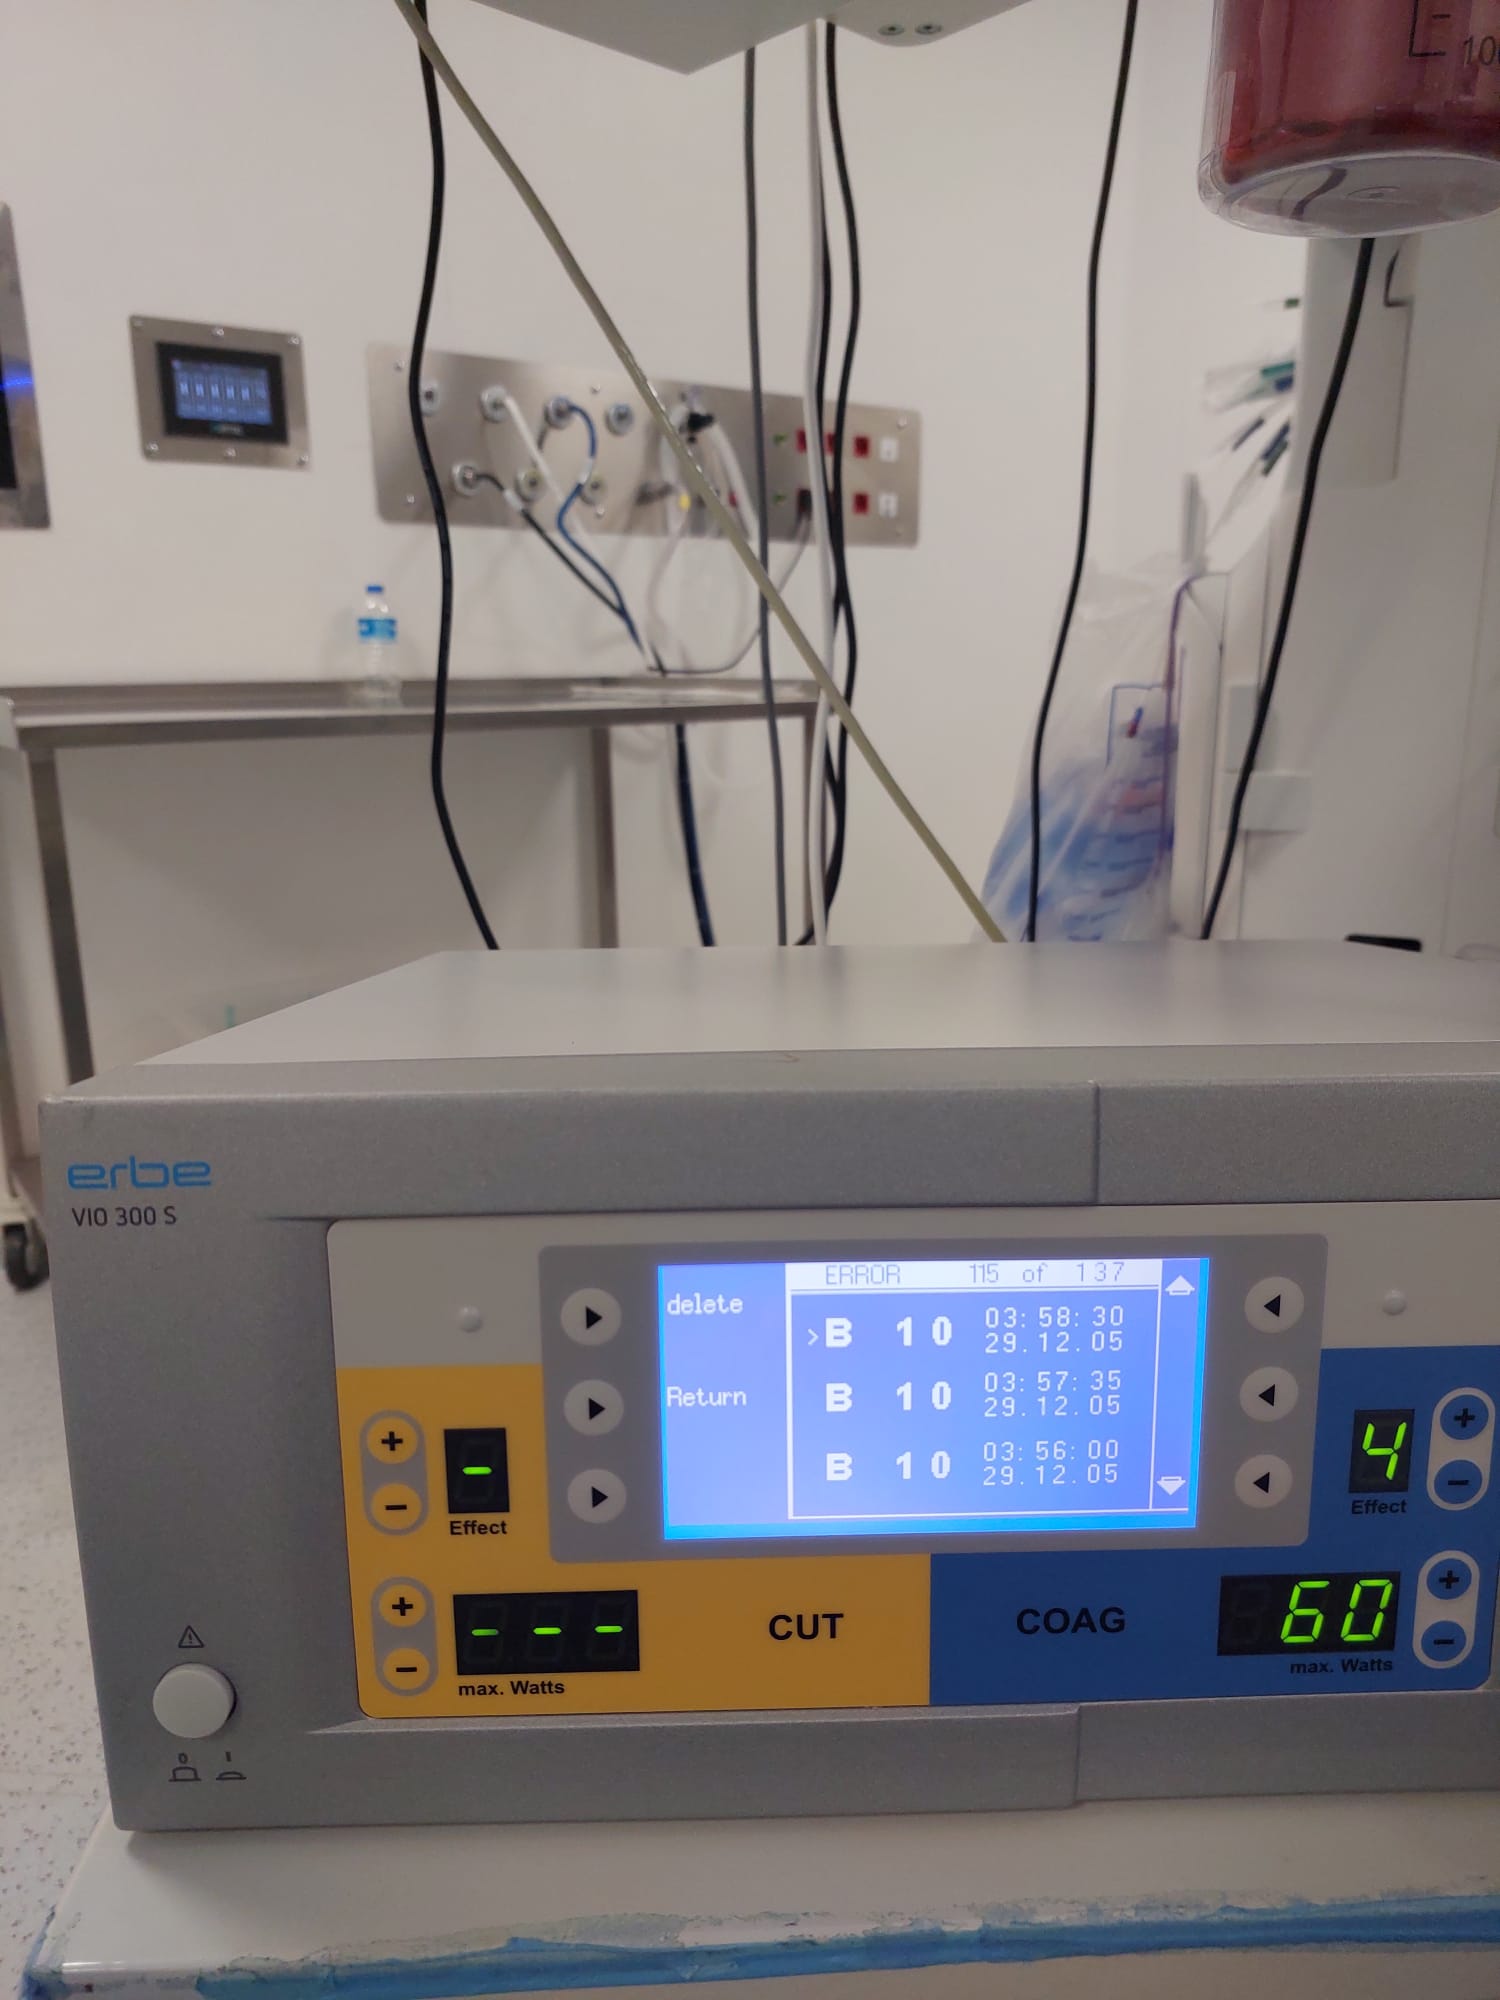 erbe
VIO 300 S
ERROR 115 of 137
delete
>B 10 03:58:30
29.12.05
Return
B 10 03:57:35
29.12.05
B 10 03:56:00
29.12.05
+
−
-
Effect
4
Effect
+
−
+
−
- - -
max. Watts
CUT
COAG
60
max. Watts
+
−
0 I